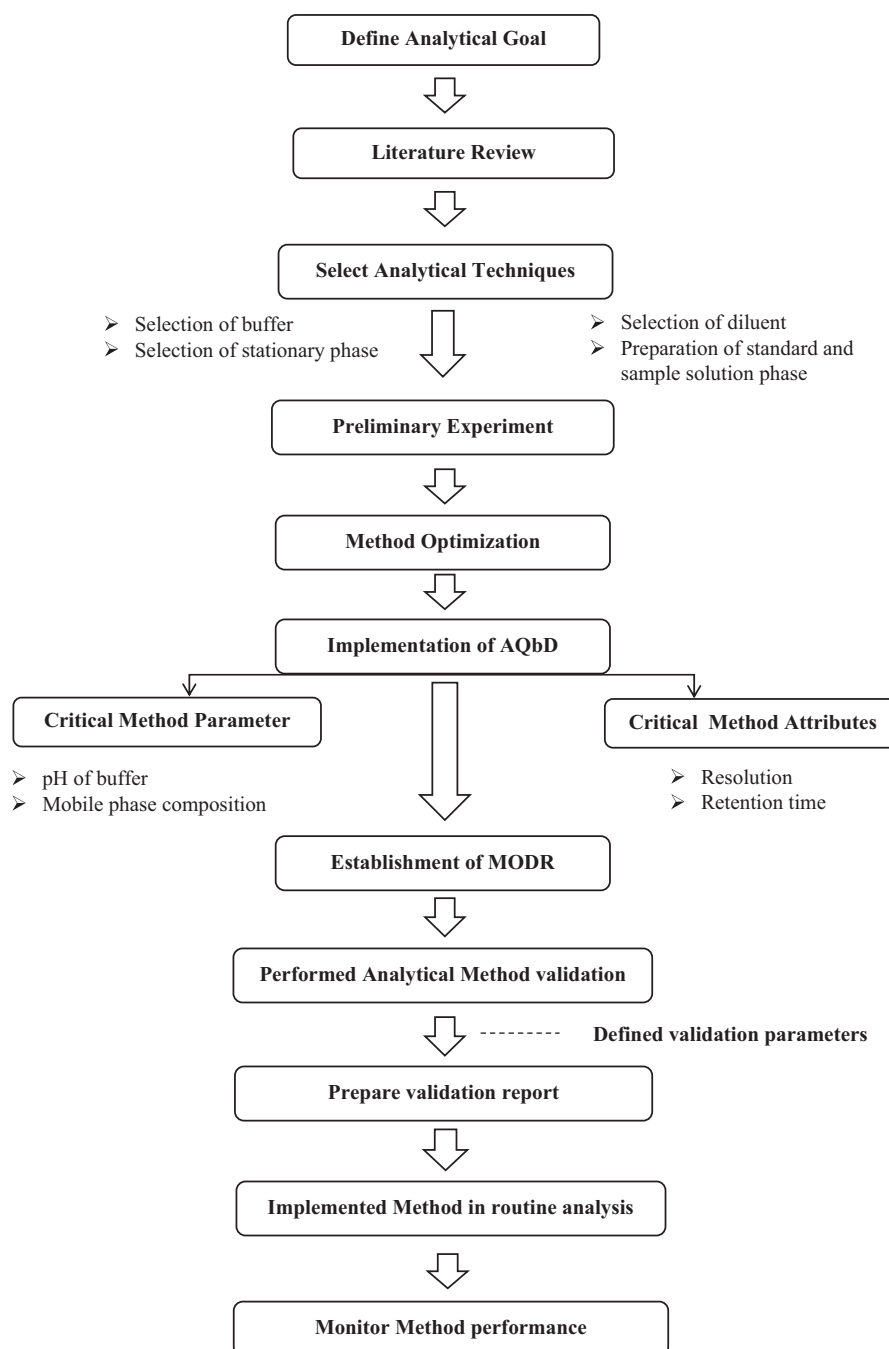 Define Analytical Goal
Literature Review
Select Analytical Techniques
➢ Selection of buffer
➢ Selection of stationary phase
➢ Selection of diluent
➢ Preparation of standard and
sample solution phase
Preliminary Experiment
Method Optimization
Implementation of AQbD
Critical Method Parameter
➢ pH of buffer
➢ Mobile phase composition
Critical Method Attributes
➢ Resolution
➢ Retention time
Establishment of MODR
Performed Analytical Method validation
Defined validation parameters
Prepare validation report
Implemented Method in routine analysis
Monitor Method performance